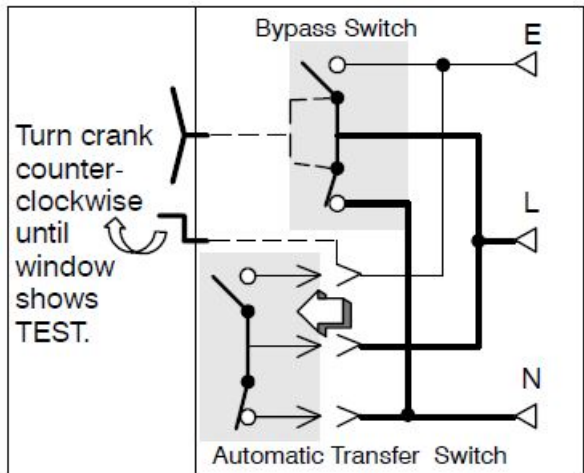 Bypass Switch
E
Turn crank
counter-
clockwise
until
window
shows
TEST.
L
N
Automatic Transfer Switch